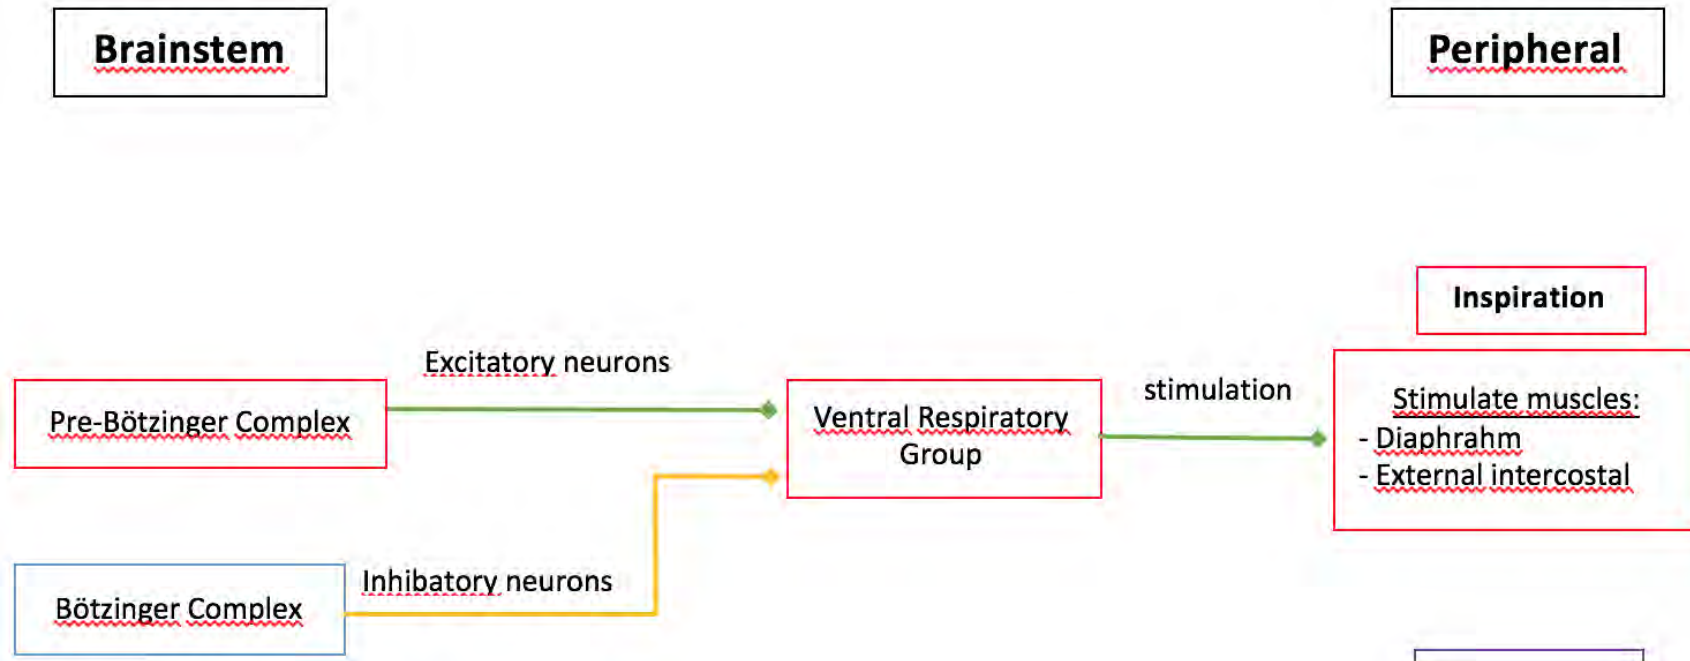 Brainstem
Peripheral
Inspiration
Excitatory neurons
Pre-Bötzinger Complex
Ventral Respiratory
Group
stimulation
Stimulate muscles:
- Diaphrahm
- External intercostal
Inhibatory neurons
Bötzinger Complex